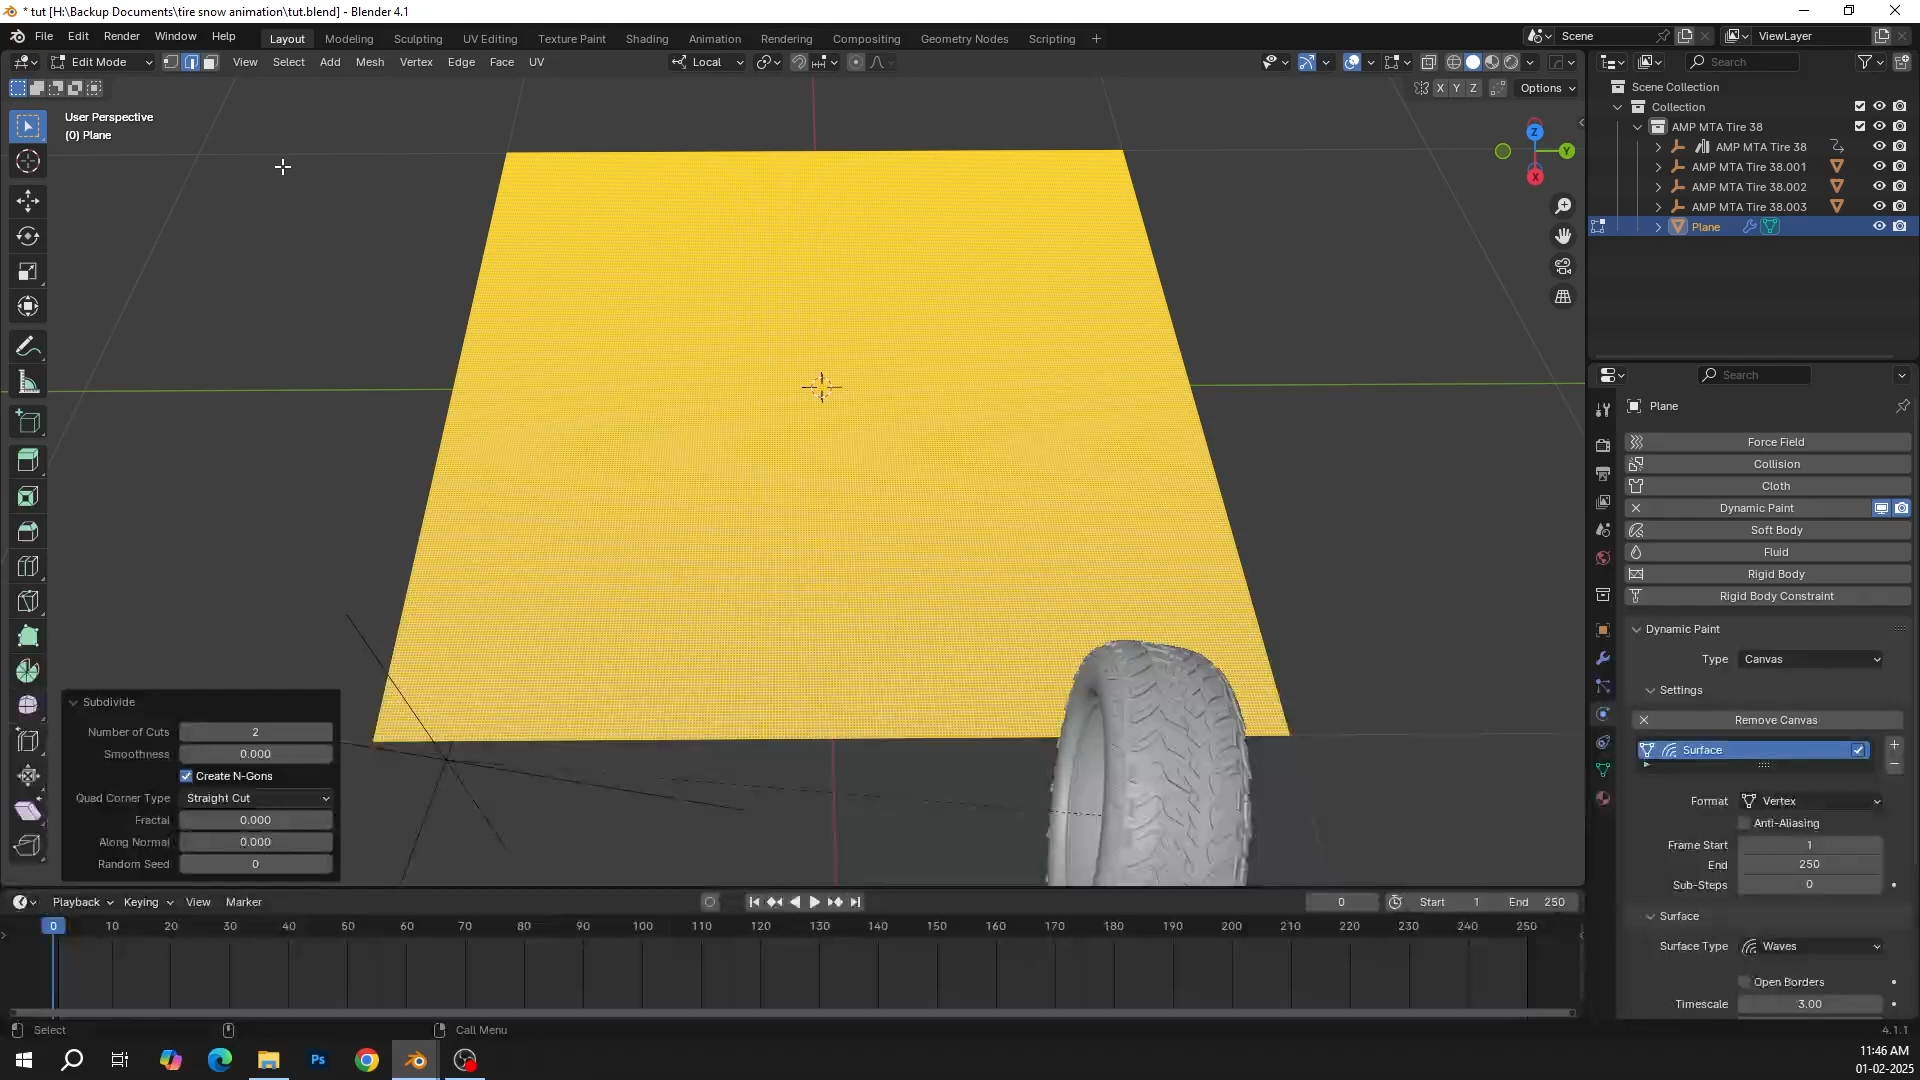 * tut [H:\Backup Documents\tire snow animation\tut.blend] - Blender 4.1
File Edit Render Window Help
Layout Modeling Sculpting UV Editing Texture Paint Shading Animation Rendering Compositing Geometry Nodes Scripting +
Scene
ViewLayer
Edit Mode
View Select Add Mesh Vertex Edge Face UV
Local
Search
X Y Z
Options
User Perspective
(0) Plane
Z
Y
X
Scene Collection
Collection
AMP MTA Tire 38
AMP MTA Tire 38
AMP MTA Tire 38.001
AMP MTA Tire 38.002
AMP MTA Tire 38.003
Plane
Search
Plane
Force Field
Collision
Cloth
Dynamic Paint
Soft Body
Fluid
Rigid Body
Rigid Body Constraint
Dynamic Paint
Type Canvas
Settings
Remove Canvas
Surface
Format Vertex
Anti-Aliasing
Frame Start 1
End 250
Sub-Steps 0
Surface
Surface Type Waves
Open Borders
Timescale 3.00
Subdivide
Number of Cuts 2
Smoothness 0.000
Create N-Gons
Quad Corner Type Straight Cut
Fractal 0.000
Along Normal 0.000
Random Seed 0
Playback Keying View Marker
0 Start 1 End 250
0 10 20 30 40 50 60 70 80 90 100 110 120 130 140 150 160 170 180 190 200 210 220 230 240 250
Select
Call Menu
4.1.1
Ps
11:46 AM
01-02-2025